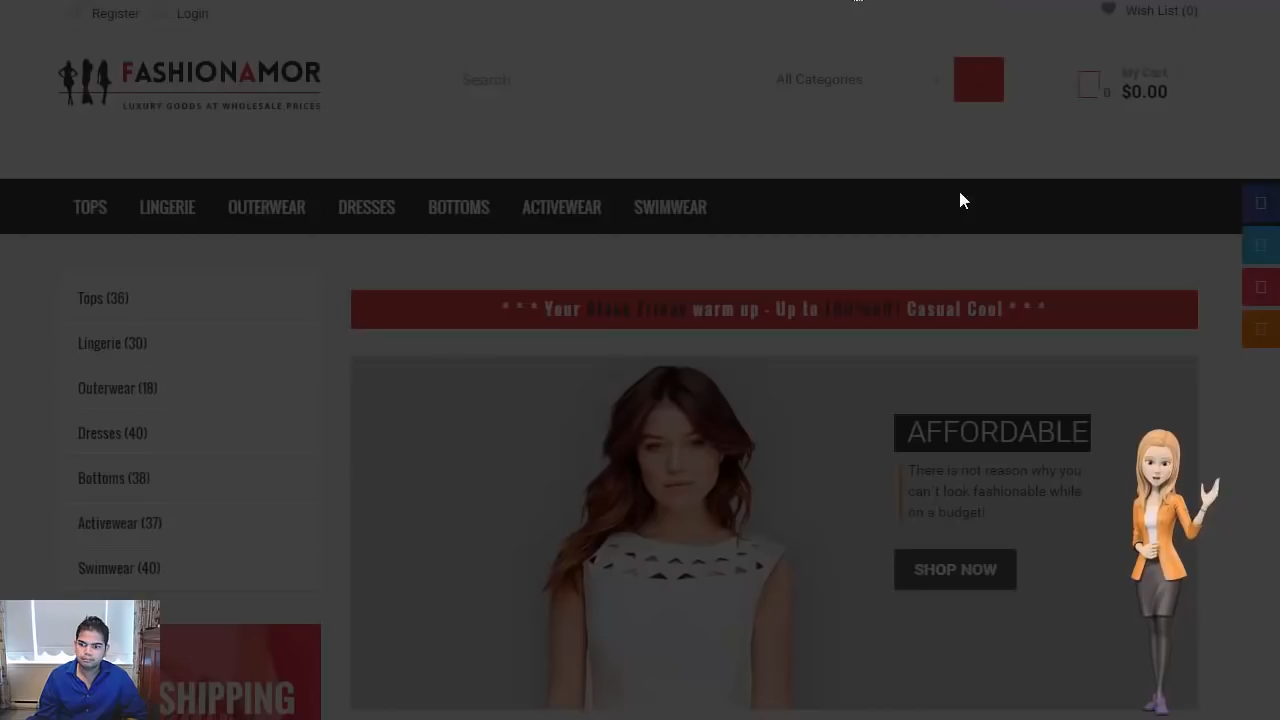 Register
Login
Wish List (0)
FASHIONAMOR
LUXURY GOODS AT WHOLESALE PRICES
Search
All Categories
My Cart
0
$0.00
TOPS
LINGERIE
OUTERWEAR
DRESSES
BOTTOMS
ACTIVEWEAR
SWIMWEAR
Tops (36)
Lingerie (30)
Outerwear (18)
Dresses (40)
Bottoms (38)
Activewear (37)
Swimwear (40)
* * * Your Black Friday warm up - Up to Casual Cool * * *
AFFORDABLE
There is not reason why you
can't look fashionable while
on a budget!
SHOP NOW
SHIPPING